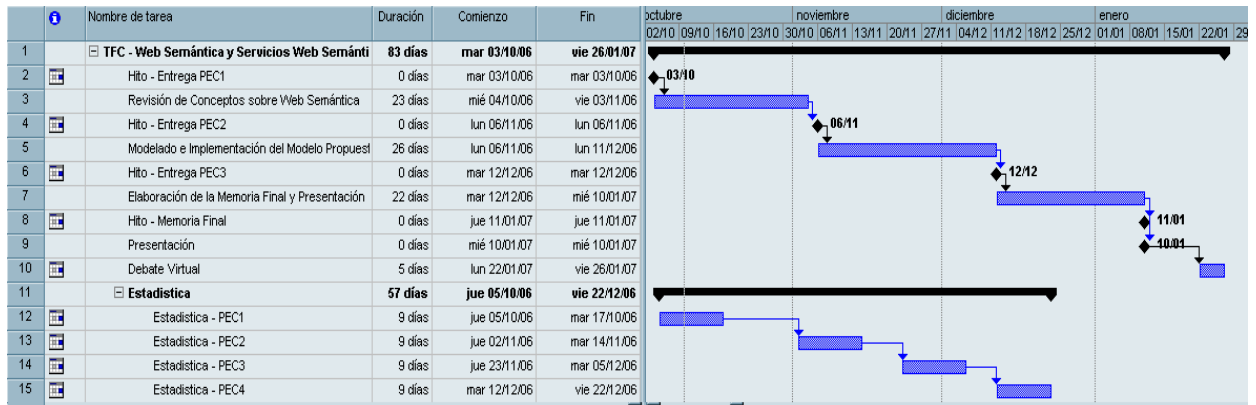 Nombre de tarea Duración Comienzo Fin octubre noviembre diciembre enero
02/10 09/10 16/10 23/10 30/10 06/11 13/11 20/11 27/11 04/12 11/12 18/12 25/12 01/01 08/01 15/01 22/01 29
1 TFC - Web Semántica y Servicios Web Semánti 83 días mar 03/10/06 vie 26/01/07
2 Hito - Entrega PEC1 0 días mar 03/10/06 mar 03/10/06 03/10
3 Revisión de Conceptos sobre Web Semántica 23 días mié 04/10/06 vie 03/11/06
4 Hito - Entrega PEC2 0 días lun 06/11/06 lun 06/11/06 06/11
5 Modelado e Implementación del Modelo Propuest 26 días lun 06/11/06 lun 11/12/06
6 Hito - Entrega PEC3 0 días mar 12/12/06 mar 12/12/06 12/12
7 Elaboración de la Memoria Final y Presentación 22 días mar 12/12/06 mié 10/01/07
8 Hito - Memoria Final 0 días jue 11/01/07 jue 11/01/07 11/01
9 Presentación 0 días mié 10/01/07 mié 10/01/07 10/01
10 Debate Virtual 5 días lun 22/01/07 vie 26/01/07
11 Estadistica 57 días jue 05/10/06 vie 22/12/06
12 Estadistica - PEC1 9 días jue 05/10/06 mar 17/10/06
13 Estadistica - PEC2 9 días jue 02/11/06 mar 14/11/06
14 Estadistica - PEC3 9 días jue 23/11/06 mar 05/12/06
15 Estadistica - PEC4 9 días mar 12/12/06 vie 22/12/06